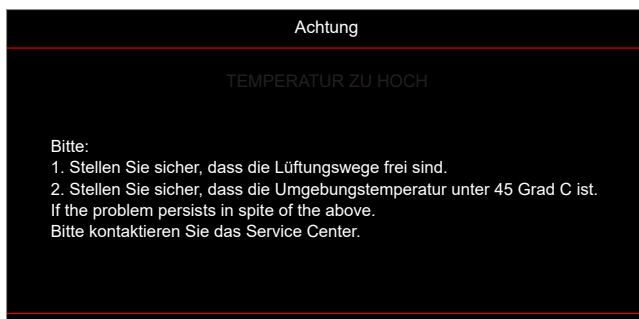 Achtung
TEMPERATUR ZU HOCH
Bitte:
1. Stellen Sie sicher, dass die Lüftungswege frei sind.
2. Stellen Sie sicher, dass die Umgebungstemperatur unter 45 Grad C ist.
If the problem persists in spite of the above.
Bitte kontaktieren Sie das Service Center.